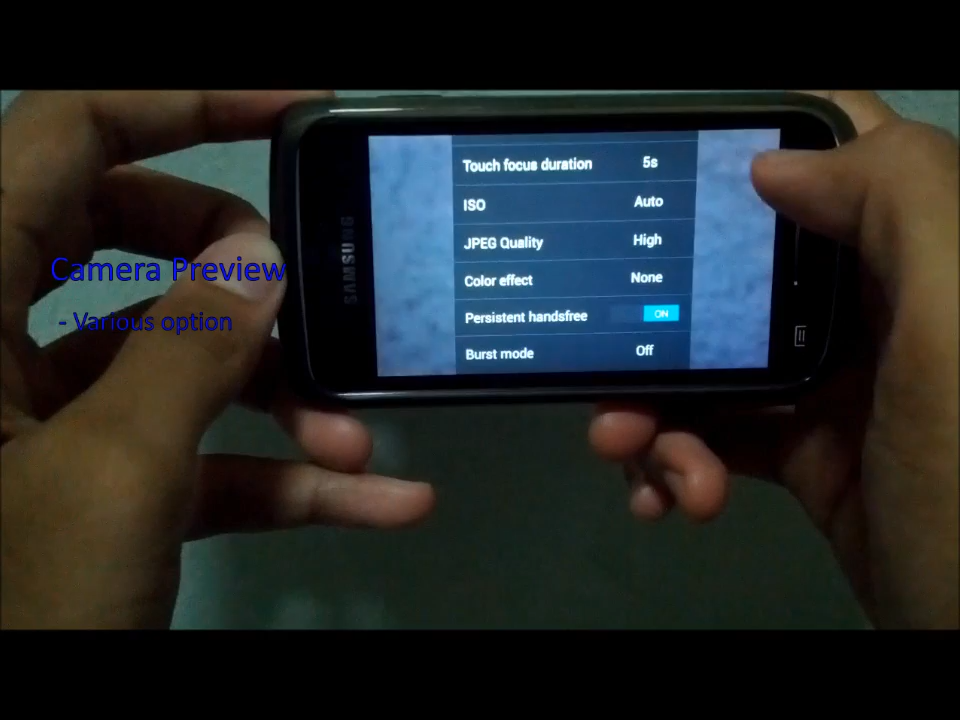 Touch focus duration 5s
ISO Auto
JPEG Quality High
Color effect None
Persistent handsfree ON
Burst mode Off
SAMSUNG
Camera Preview
- Various option